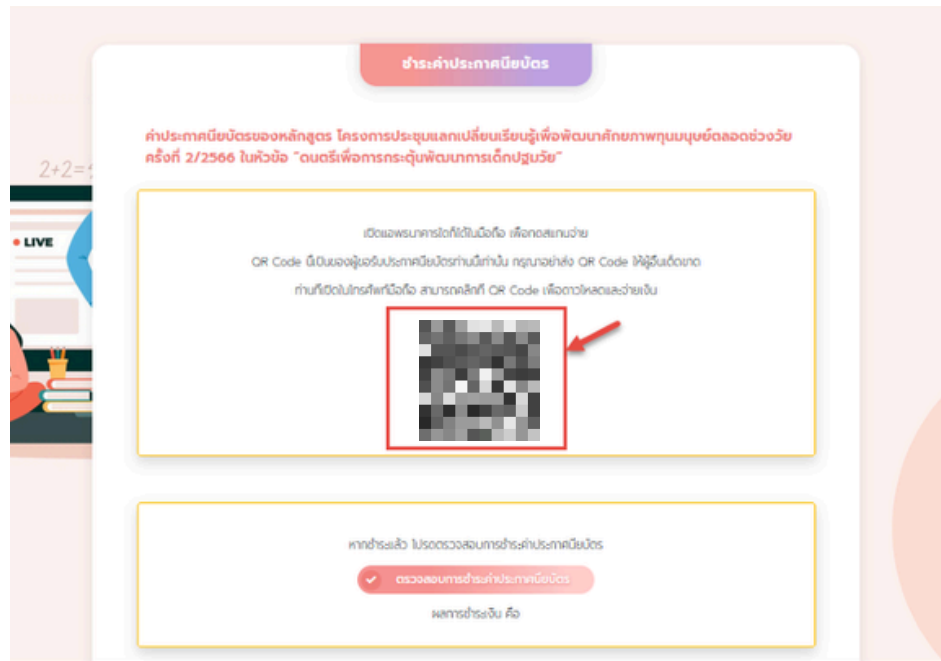 ชำระค่าประกาศนียบัตร
ค่าประกาศนียบัตรของหลักสูตร โครงการประชุมแลกเปลี่ยนเรียนรู้เพื่อพัฒนาศักยภาพทุนมนุษย์ตลอดช่วงวัย
ครั้งที่ 2/2566 ในหัวข้อ "ดนตรีเพื่อการกระตุ้นพัฒนาการเด็กปฐมวัย"
2+2=
LIVE
เปิดแอพธนาคารใดก็ได้ในมือถือ เพื่อกดสแกนจ่าย
QR Code นี้เป็นของผู้ขอรับประกาศนียบัตรท่านนี้เท่านั้น กรุณาอย่าส่ง QR Code ให้ผู้อื่นเด็ดขาด
ท่านที่เปิดในโทรศัพท์มือถือ สามารถคลิกที่ QR Code เพื่อดาวโหลดและจ่ายเงิน
หากชำระแล้ว โปรดตรวจสอบการชำระค่าประกาศนียบัตร
ตรวจสอบการชำระค่าประกาศนียบัตร
ผลการชำระเงิน คือ